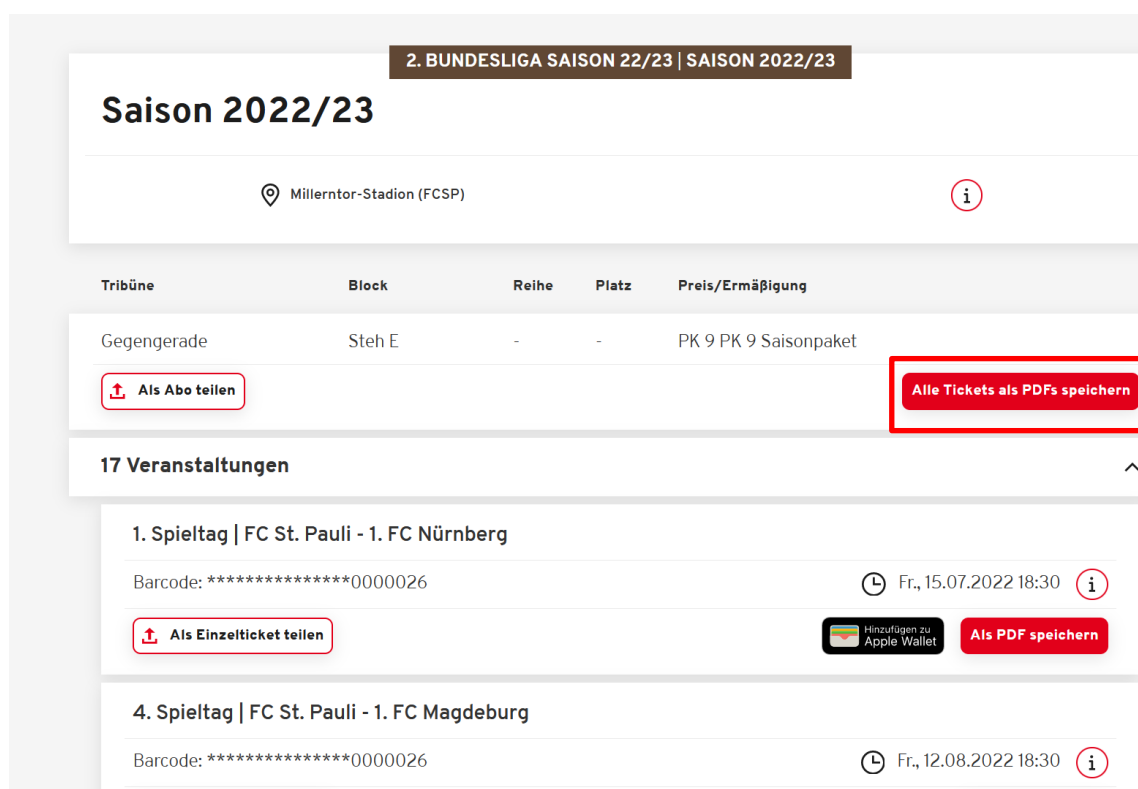 2. BUNDESLIGA SAISON 22/23 | SAISON 2022/23
Saison 2022/23
Millerntor-Stadion (FCSP)
i
Tribüne Block Reihe Platz Preis/Ermäßigung
Gegengerade Steh E - - PK 9 PK 9 Saisonpaket
Als Abo teilen Alle Tickets als PDFs speichern
17 Veranstaltungen
1. Spieltag | FC St. Pauli - 1. FC Nürnberg
Barcode: ***************0000026 Fr., 15.07.2022 18:30 i
Als Einzelticket teilen Hinzufügen zu Apple Wallet Als PDF speichern
4. Spieltag | FC St. Pauli - 1. FC Magdeburg
Barcode: ***************0000026 Fr., 12.08.2022 18:30 i